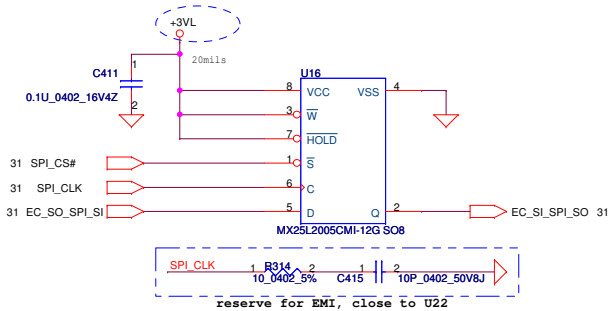 +3VL
20mils
U16
1
C411
0.1U_0402_16V4Z
2
8 VCC VSS 4
3 W
7 HOLD
31 SPI_CS# 1 S
31 SPI_CLK 6 C
31 EC_SO_SPI_SI 5 D Q 2 EC_SI_SPI_SO 31
MX25L2005CMI-12G SO8
SPI_CLK 1 R314 2 1 C415 2
10_0402_5% 10P_0402_50V8J
reserve for EMI, close to U22